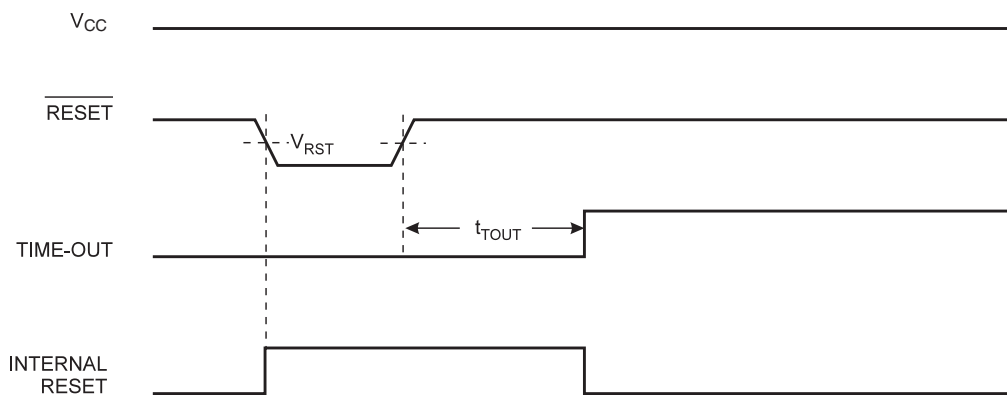 VCC
RESET
VRST
tTOUT
TIME-OUT
INTERNAL
RESET